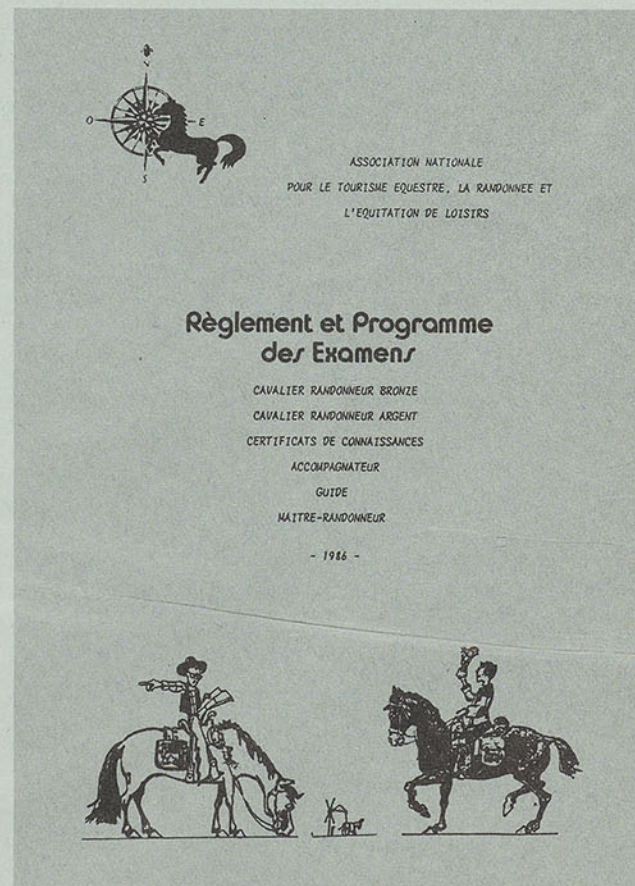 O
E
S
ASSOCIATION NATIONALE
POUR LE TOURISME EQUESTRE, LA RANDONNEE ET
L'EQUITATION DE LOISIRS
Règlement et Programme
des Examens
CAVALIER RANDONNEUR BRONZE
CAVALIER RANDONNEUR ARGENT
CERTIFICATS DE CONNAISSANCES
ACCOMPAGNATEUR
GUIDE
MAITRE-RANDONNEUR
- 1986 -